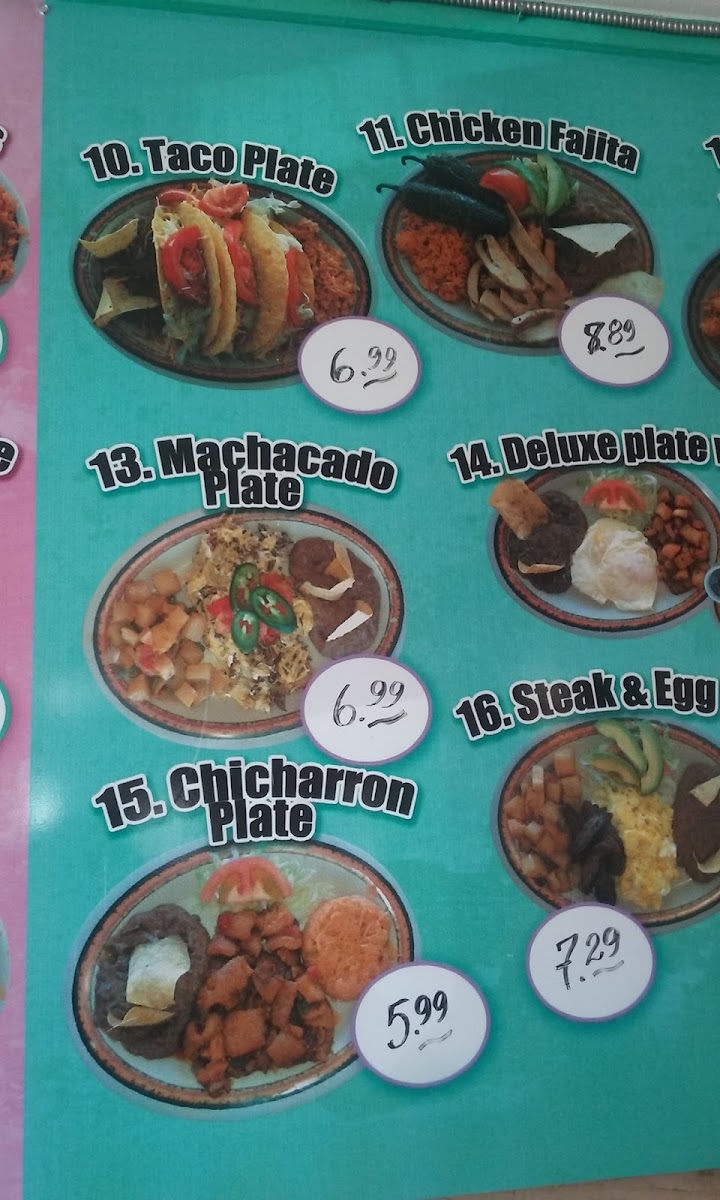 10. Taco Plate
6.99
11. Chicken Fajita
8.89
13. Machacado
Plate
6.99
14. Deluxe plate
16. Steak & Egg
7.29
15. Chicharron
Plate
5.99